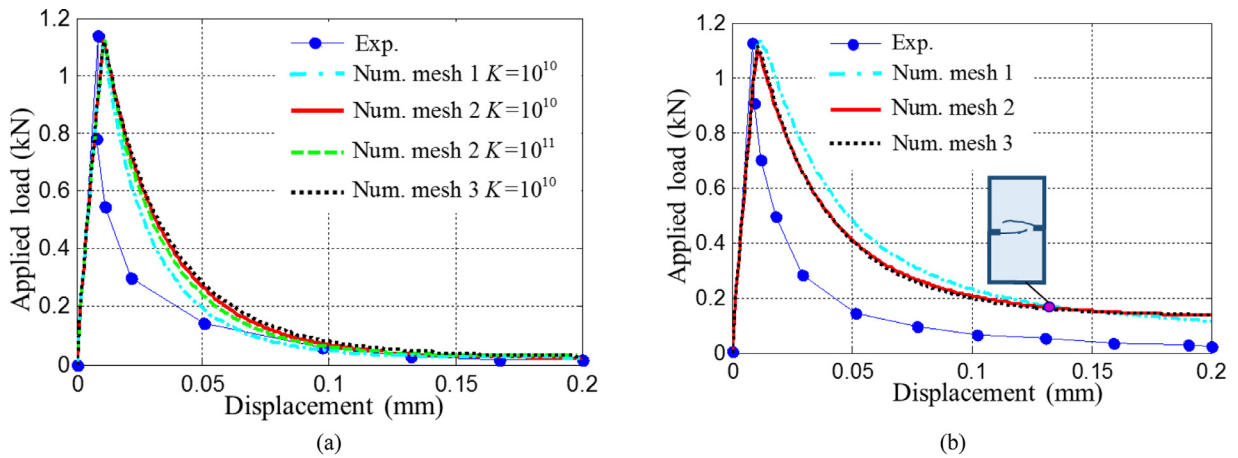 1.2
1
0.8
0.6
0.4
0.2
0
Applied load (kN)
Exp.
Num. mesh 1 K=10^10
Num. mesh 2 K=10^10
Num. mesh 2 K=10^11
Num. mesh 3 K=10^10
0 0.05 0.1 0.15 0.2
Displacement (mm)
(a)
1.2
1
0.8
0.6
0.4
0.2
0
Applied load (kN)
Exp.
Num. mesh 1
Num. mesh 2
Num. mesh 3
0 0.05 0.1 0.15 0.2
Displacement (mm)
(b)